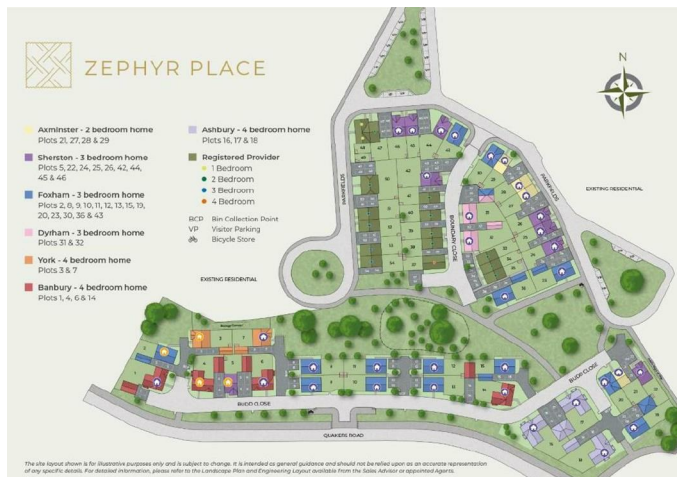 ZEPHYR PLACE
N
Axminster - 2 bedroom home
Plots 21, 27, 28 & 29
Sherston - 3 bedroom home
Plots 5, 22, 24, 25, 26, 42, 44,
45 & 46
Foxham - 3 bedroom home
Plots 2, 8, 9, 10, 11, 12, 13, 15, 19,
20, 23, 30, 36 & 43
Dyrham - 3 bedroom home
Plots 31 & 32
York - 4 bedroom home
Plots 3 & 7
Banbury - 4 bedroom home
Plots 1, 4, 6 & 14
Ashbury - 4 bedroom home
Plots 16, 17 & 18
Registered Provider
1 Bedroom
2 Bedroom
3 Bedroom
4 Bedroom
BCP Bin Collection Point
VP Visitor Parking
Bicycle Store
PARKFIELDS
PARKFIELDS
BOUNDARY CLOSE
EXISTING RESIDENTIAL
EXISTING RESIDENTIAL
BUDD CLOSE
BUDD CLOSE
QUAKERS ROAD
The site layout shown is for illustrative purposes only and is subject to change. It is intended as general guidance and should not be relied upon as an accurate representation
of any specific details. For detailed information, please refer to the Landscape Plan and Engineering Layout available from the Sales Advisor or appointed Agents.